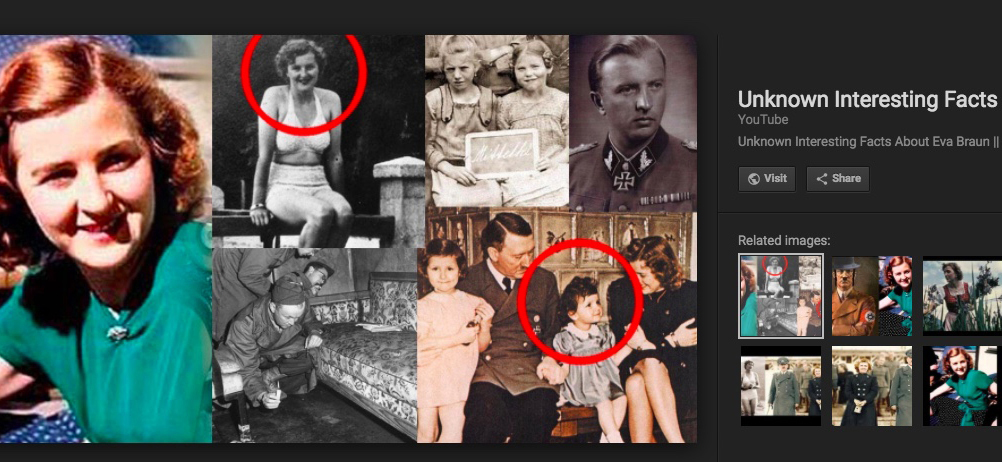 Unknown Interesting Facts
YouTube
Unknown Interesting Facts About Eva Braun ||
Visit
Share
Related images: